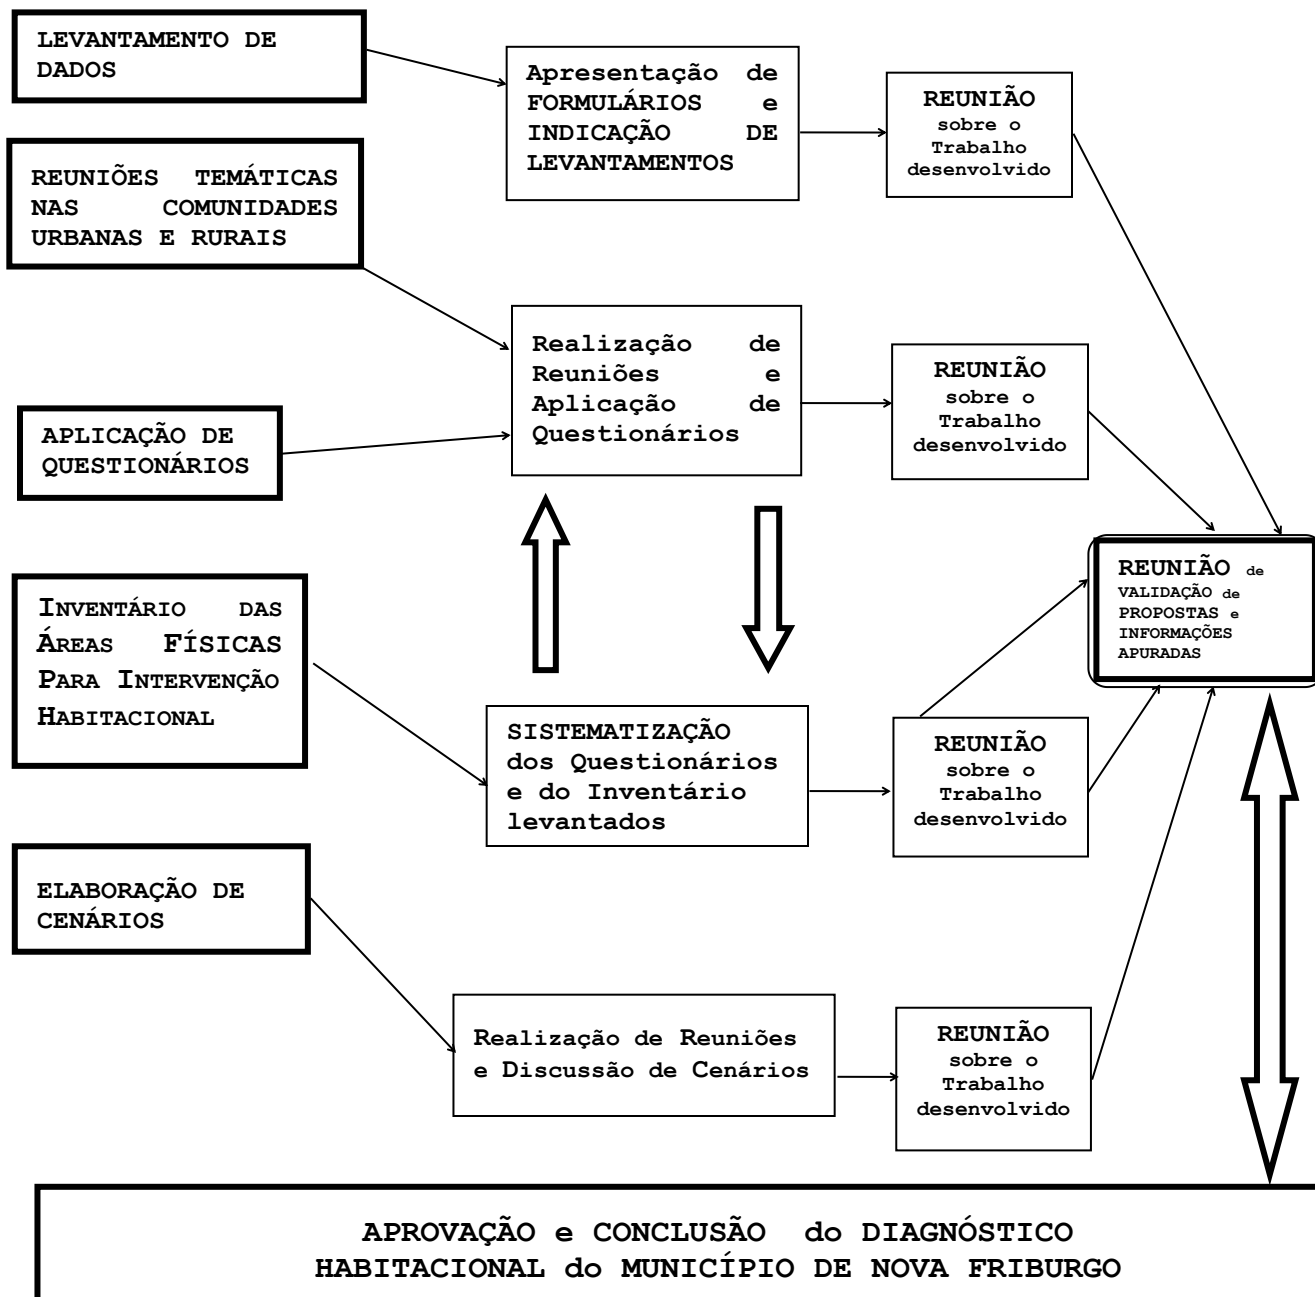 LEVANTAMENTO DE
DADOS
Apresentação de
FORMULÁRIOS e
INDICAÇÃO DE
LEVANTAMENTOS
REUNIÃO
sobre o
Trabalho
desenvolvido
REUNIÕES TEMÁTICAS
NAS COMUNIDADES
URBANAS E RURAIS
Realização de
Reuniões e
Aplicação de
Questionários
REUNIÃO
sobre o
Trabalho
desenvolvido
APLICAÇÃO DE
QUESTIONÁRIOS
INVENTÁRIO DAS
ÁREAS FÍSICAS
PARA INTERVENÇÃO
HABITACIONAL
REUNIÃO de
VALIDAÇÃO de
PROPOSTAS e
INFORMAÇÕES
APURADAS
SISTEMATIZAÇÃO
dos Questionários
e do Inventário
levantados
REUNIÃO
sobre o
Trabalho
desenvolvido
ELABORAÇÃO DE
CENÁRIOS
Realização de Reuniões
e Discussão de Cenários
REUNIÃO
sobre o
Trabalho
desenvolvido
APROVAÇÃO e CONCLUSÃO do DIAGNÓSTICO
HABITACIONAL do MUNICÍPIO DE NOVA FRIBURGO